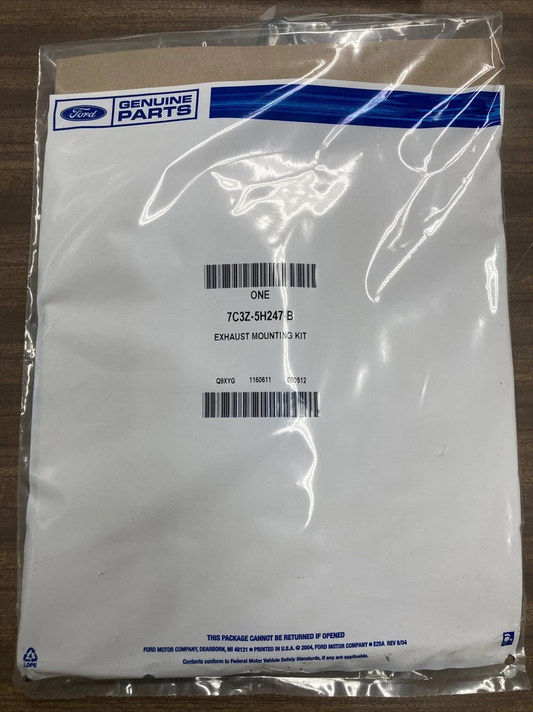 Ford
GENUINE
PARTS
ONE
7C3Z-5H247-B
EXHAUST MOUNTING KIT
Q9XYG 1160611 090512
THIS PACKAGE CANNOT BE RETURNED IF OPENED
FORD MOTOR COMPANY, DEARBORN, MI 48121 ■ PRINTED IN U.S.A. © 2004, FORD MOTOR COMPANY ■ E25A REV 5/04
Contents conform to Federal Motor Vehicle Safety Standards, if any are applicable.
4
LDPE